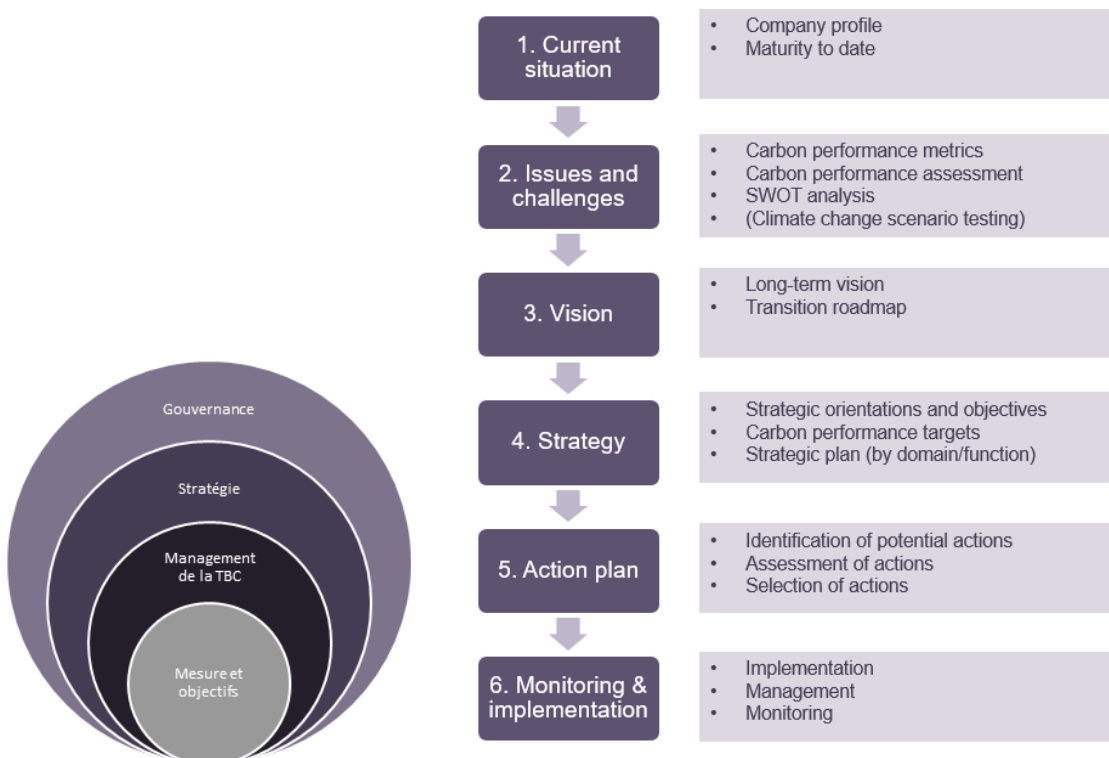 1. Current
situation
• Company profile
• Maturity to date
2. Issues and
challenges
• Carbon performance metrics
• Carbon performance assessment
• SWOT analysis
• (Climate change scenario testing)
3. Vision
• Long-term vision
• Transition roadmap
4. Strategy
• Strategic orientations and objectives
• Carbon performance targets
• Strategic plan (by domain/function)
5. Action plan
• Identification of potential actions
• Assessment of actions
• Selection of actions
6. Monitoring &
implementation
• Implementation
• Management
• Monitoring
Gouvernance
Stratégie
Management
de la TBC
Mesure et
objectifs